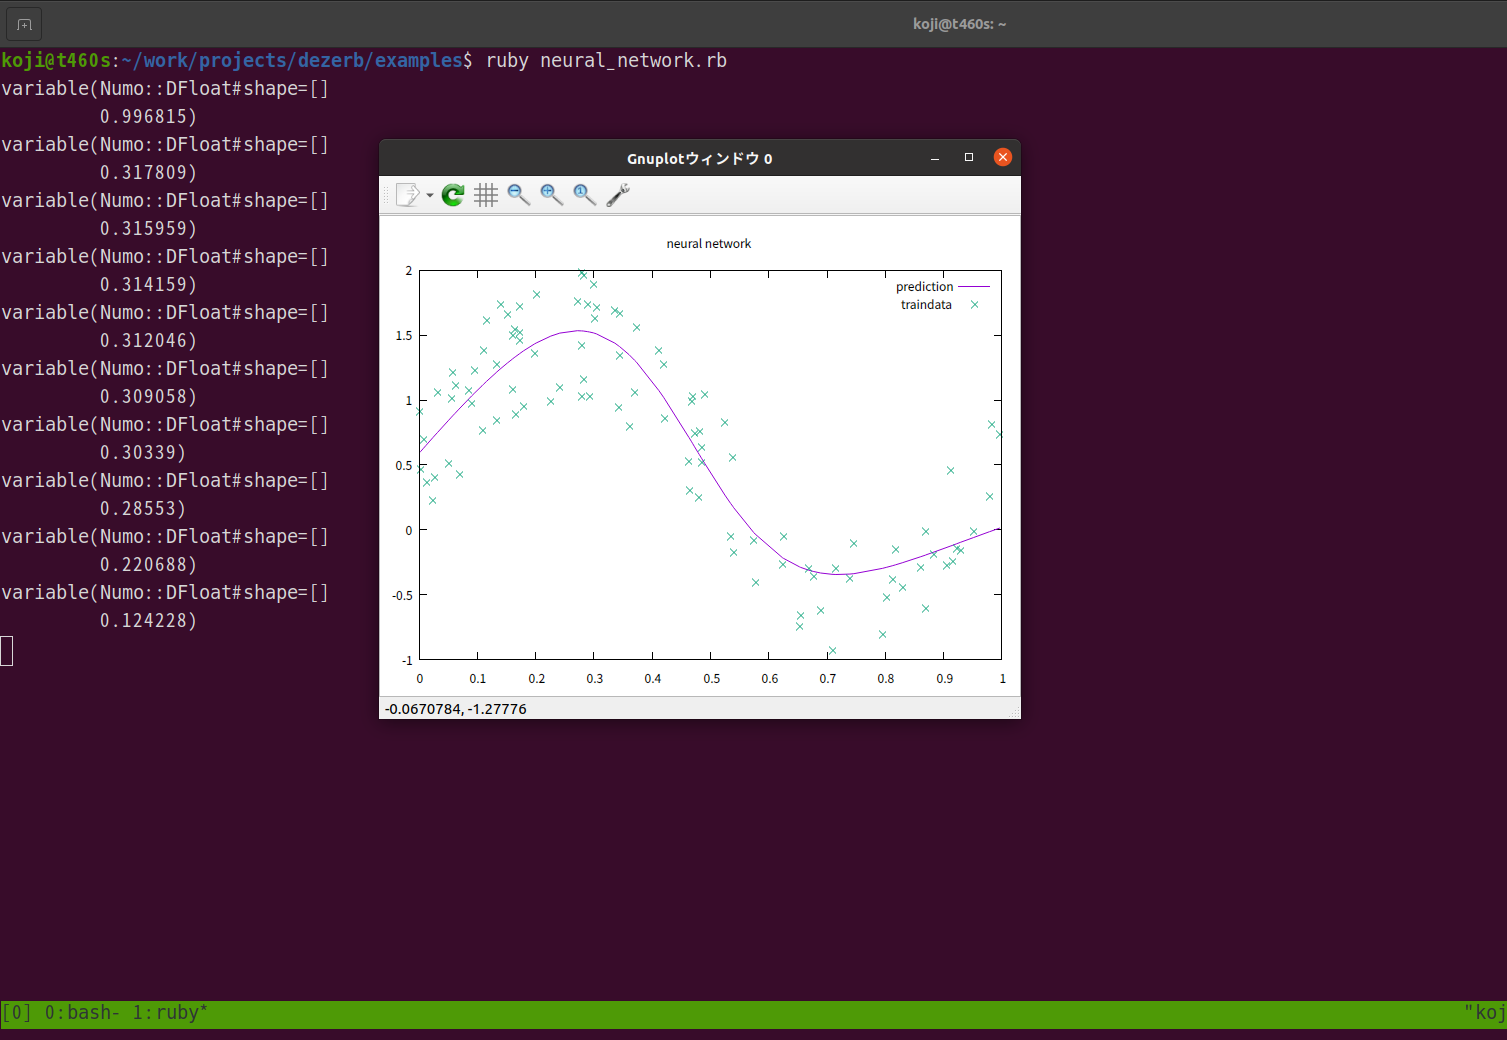 koji@t460s: ~
koji@t460s:~/work/projects/dezerb/examples$ ruby neural_network.rb
variable(Numo::DFloat#shape=[]
0.996815)
variable(Numo::DFloat#shape=[]
0.317809)
variable(Numo::DFloat#shape=[]
0.315959)
variable(Numo::DFloat#shape=[]
0.314159)
variable(Numo::DFloat#shape=[]
0.312046)
variable(Numo::DFloat#shape=[]
0.309058)
variable(Numo::DFloat#shape=[]
0.30339)
variable(Numo::DFloat#shape=[]
0.28553)
variable(Numo::DFloat#shape=[]
0.220688)
variable(Numo::DFloat#shape=[]
0.124228)
Gnuplotウィンドウ 0
neural network
prediction
traindata
2
1.5
1
0.5
0
-0.5
-1
0 0.1 0.2 0.3 0.4 0.5 0.6 0.7 0.8 0.9 1
-0.0670784, -1.27776
[0] 0:bash- 1:ruby* "koj